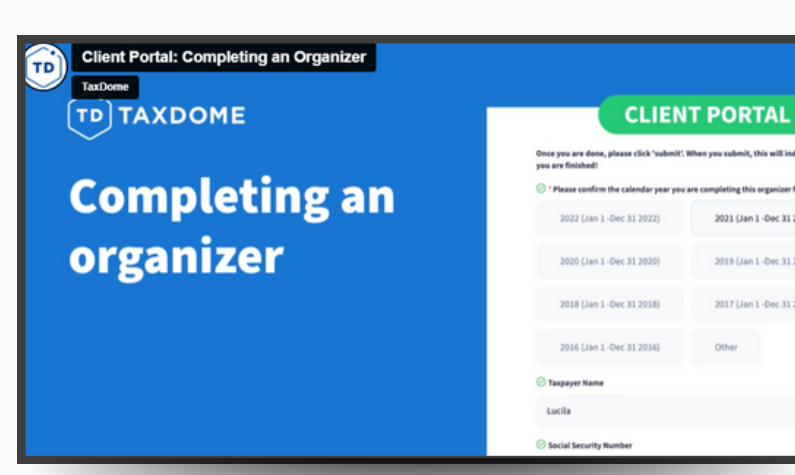 TD
Client Portal: Completing an Organizer
TaxDome
TD TAXDOME
Completing an
organizer
CLIENT PORTAL
Once you are done, please click 'submit'. When you submit, this will ind
you are finished!
* Please confirm the calendar year you are completing this organizer f
2022 (Jan 1 -Dec 31 2022)
2021 (Jan 1 -Dec 31 2
2020 (Jan 1 -Dec 31 2020)
2019 (Jan 1 -Dec 31 2
2018 (Jan 1 -Dec 31 2018)
2017 (Jan 1 -Dec 31 2
2016 (Jan 1 -Dec 31 2016)
Other
Taxpayer Name
Lucila
Social Security Number